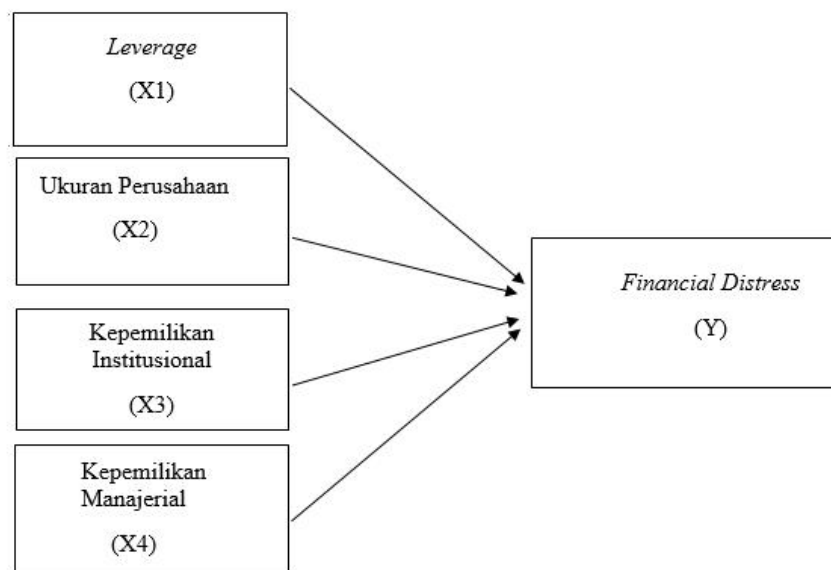 Leverage
(X1)
Ukuran Perusahaan
(X2)
Kepemilikan
Institusional
(X3)
Kepemilikan
Manajerial
(X4)
Financial Distress
(Y)